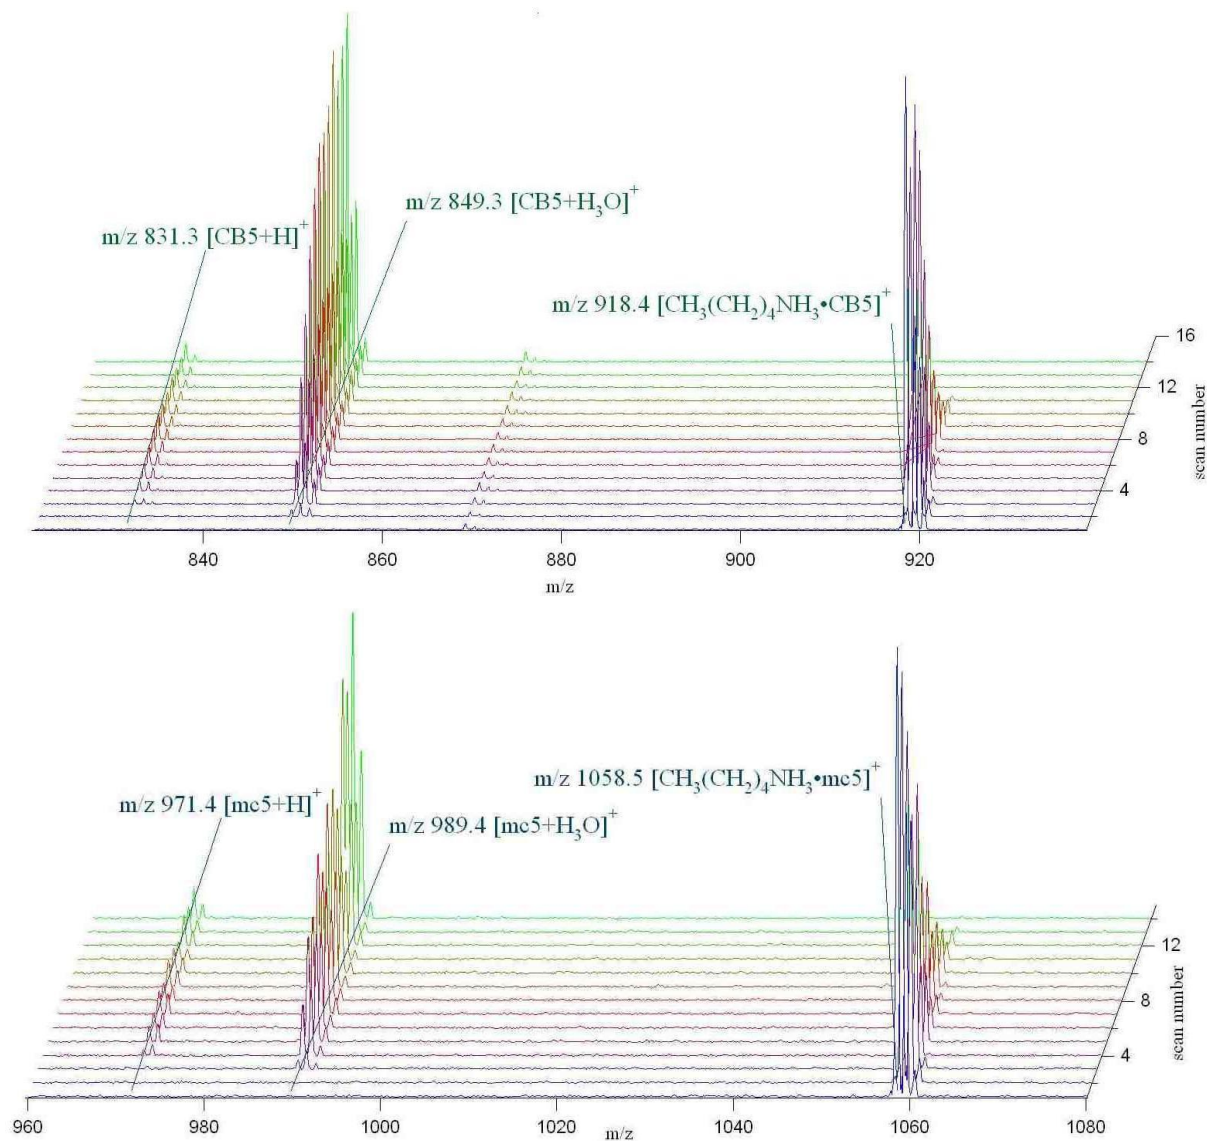 m/z 849.3 [CB5+H₃O]⁺
m/z 831.3 [CB5+H]⁺
m/z 918.4 [CH₃(CH₂)₄NH₃•CB5]⁺
16
12
8
4
scan number
840
860
880
900
920
m/z
m/z 1058.5 [CH₃(CH₂)₄NH₃•mc5]⁺
m/z 971.4 [mc5+H]⁺
m/z 989.4 [mc5+H₃O]⁺
12
8
4
scan number
960
980
1000
1020
1040
1060
1080
m/z